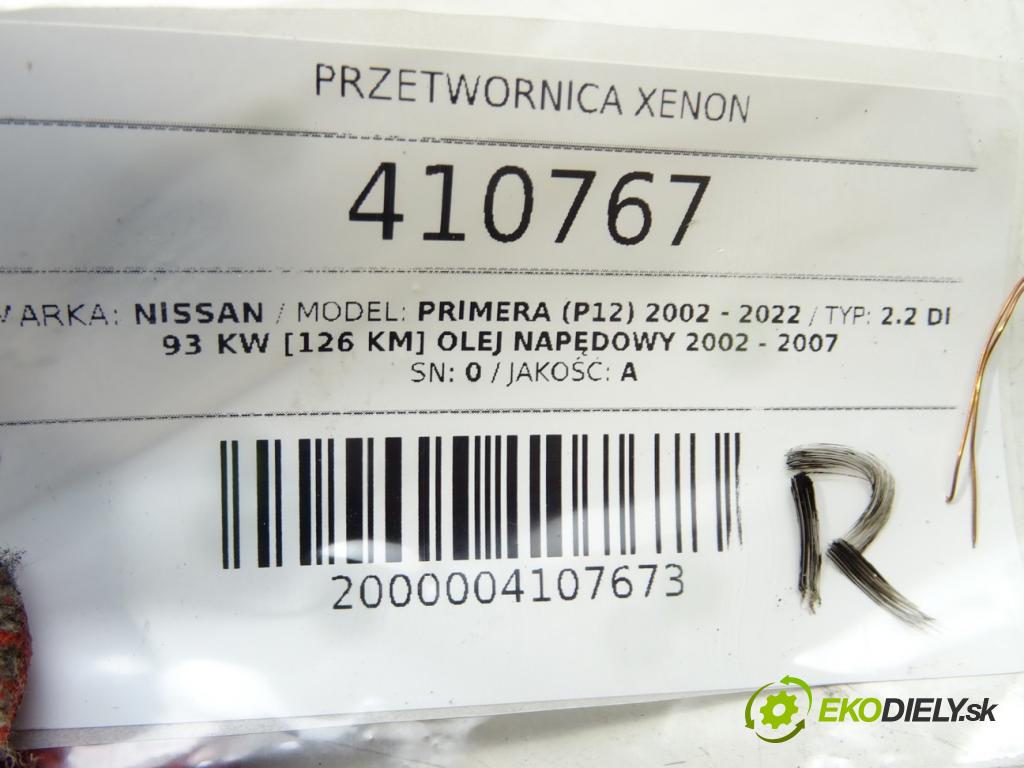 PRZETWORNICA XENON
410767
MARKA: NISSAN / MODEL: PRIMERA (P12) 2002 - 2022 / TYP: 2.2 DI
93 KW [126 KM] OLEJ NAPĘDOWY 2002 - 2007
SN: 0 / JAKOŚĆ: A
2000004107673
R
EKODIELY.sk